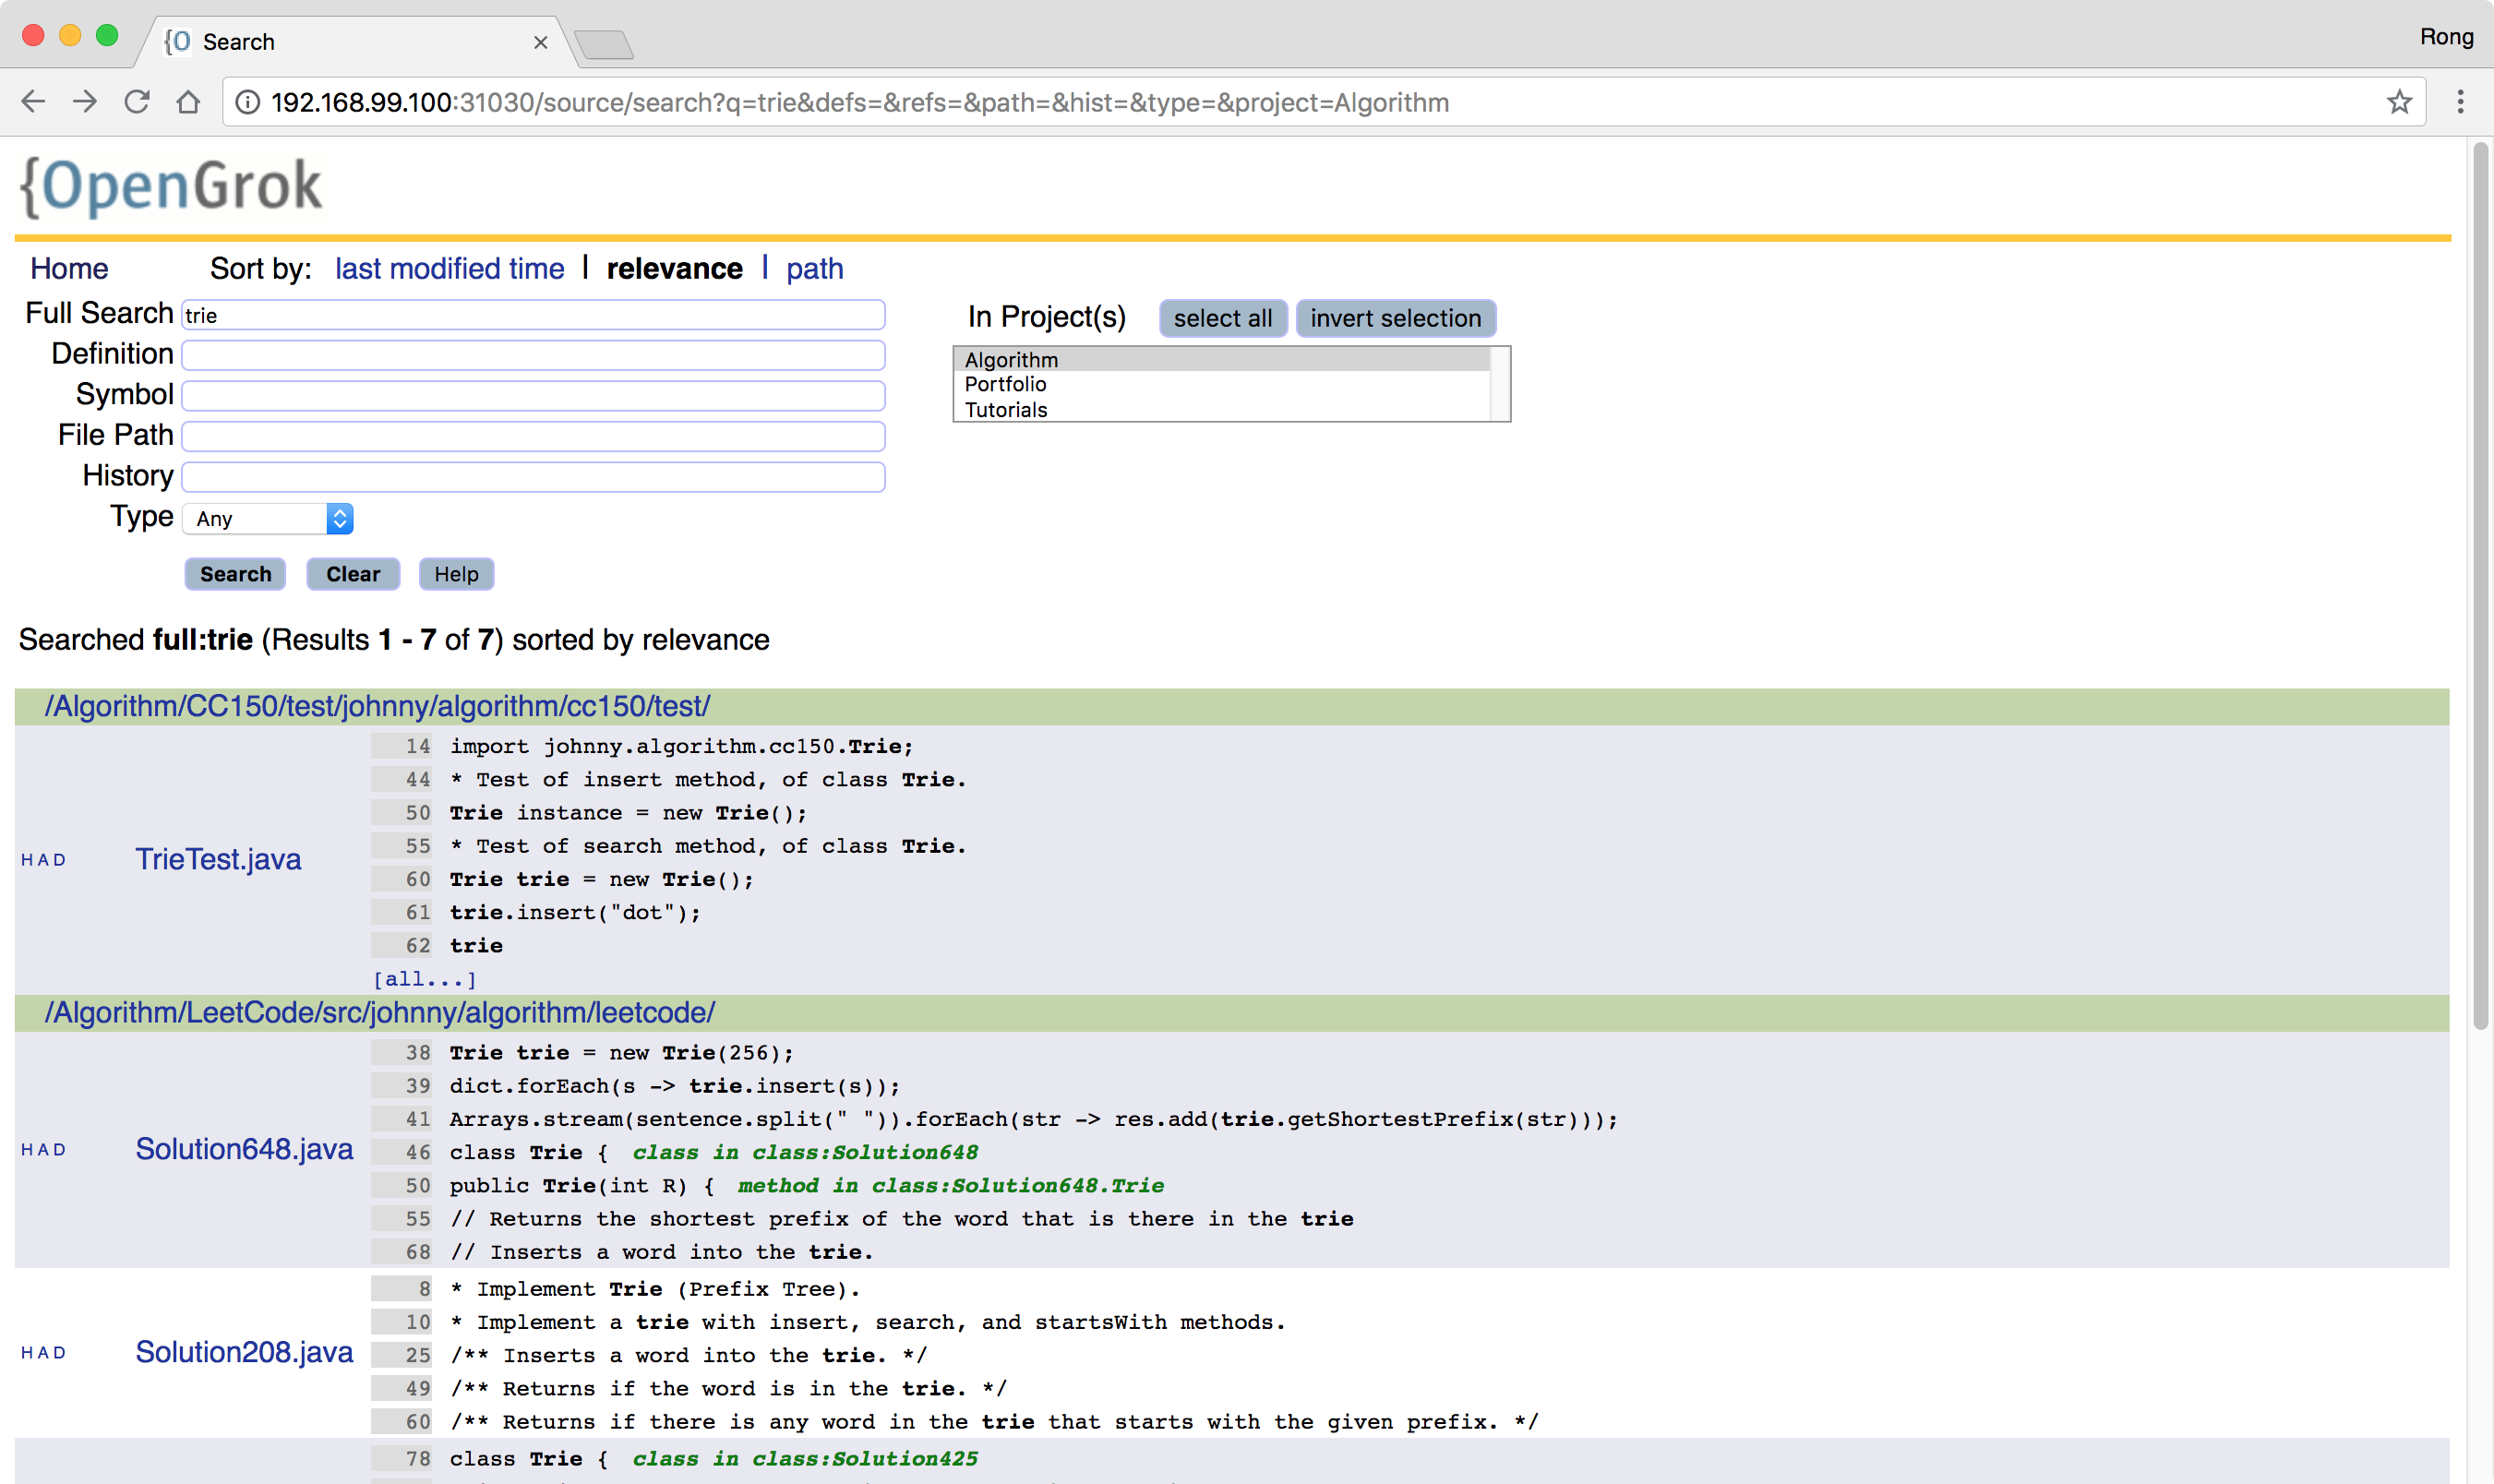 {O Search
Rong
192.168.99.100:31030/source/search?q=trie&defs=&refs=&path=&hist=&type=&project=Algorithm
{OpenGrok
Home Sort by: last modified time | relevance | path
Full Search trie
Definition
Symbol
File Path
History
Type Any
Search Clear Help
In Project(s) select all invert selection
Algorithm
Portfolio
Tutorials
Searched full:trie (Results 1 - 7 of 7) sorted by relevance
/Algorithm/CC150/test/johnny/algorithm/cc150/test/
H A D TrieTest.java
14 import johnny.algorithm.cc150.Trie;
44 * Test of insert method, of class Trie.
50 Trie instance = new Trie();
55 * Test of search method, of class Trie.
60 Trie trie = new Trie();
61 trie.insert("dot");
62 trie
[all...]
/Algorithm/LeetCode/src/johnny/algorithm/leetcode/
H A D Solution648.java
38 Trie trie = new Trie(256);
39 dict.forEach(s -> trie.insert(s));
41 Arrays.stream(sentence.split(" ")).forEach(str -> res.add(trie.getShortestPrefix(str)));
46 class Trie { class in class:Solution648
50 public Trie(int R) { method in class:Solution648.Trie
55 // Returns the shortest prefix of the word that is there in the trie
68 // Inserts a word into the trie.
H A D Solution208.java
8 * Implement Trie (Prefix Tree).
10 * Implement a trie with insert, search, and startsWith methods.
25 /** Inserts a word into the trie. */
49 /** Returns if the word is in the trie. */
60 /** Returns if there is any word in the trie that starts with the given prefix. */
78 class Trie { class in class:Solution425